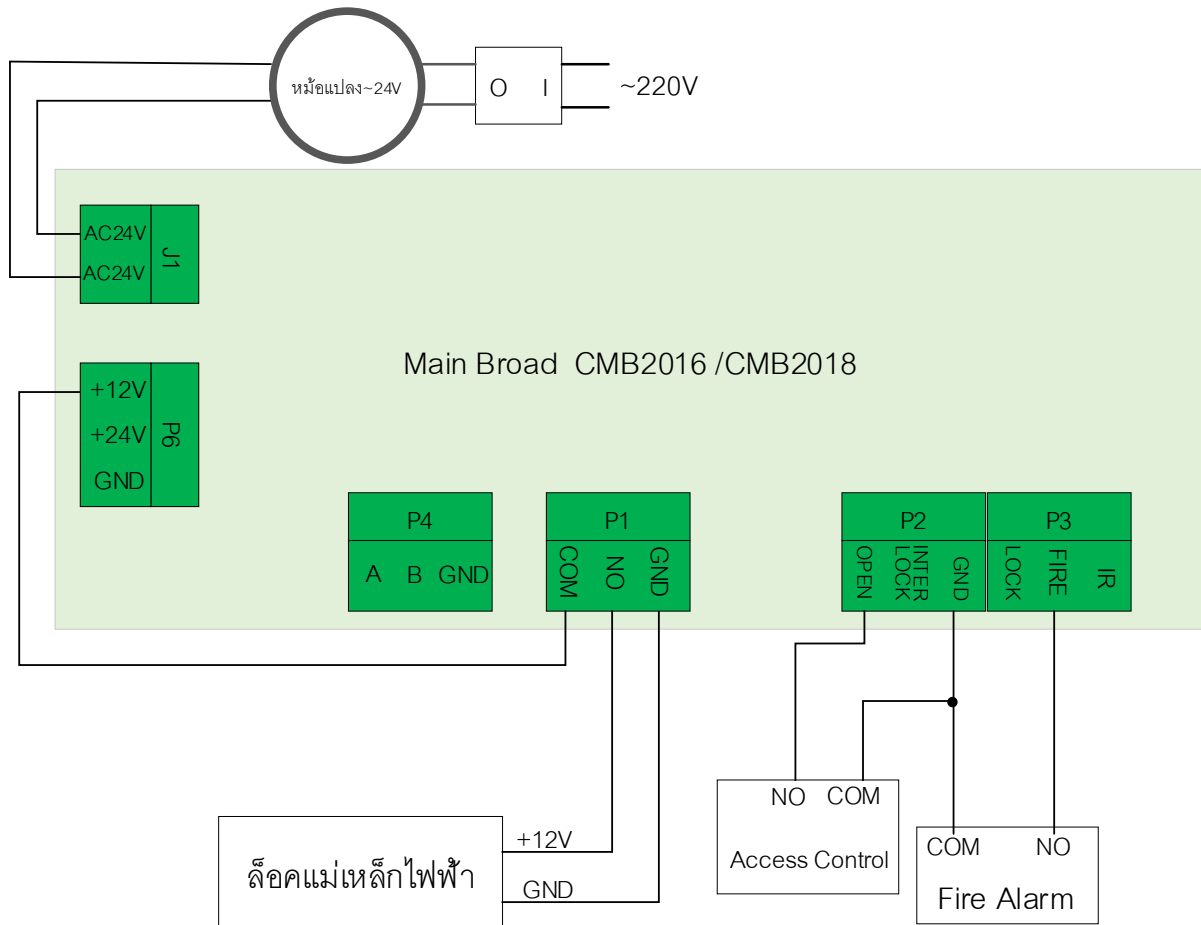 หม้อแปลง~24V
O I
~220V
AC24V
AC24V
J1
Main Broad CMB2016 /CMB2018
+12V
+24V
GND
P6
P4
A B GND
P1
COM
NO
GND
P2
OPEN
INTER
LOCK
GND
P3
LOCK
FIRE
IR
NO COM
Access Control
COM NO
Fire Alarm
+12V
GND
ล็อคแม่เหล็กไฟฟ้า